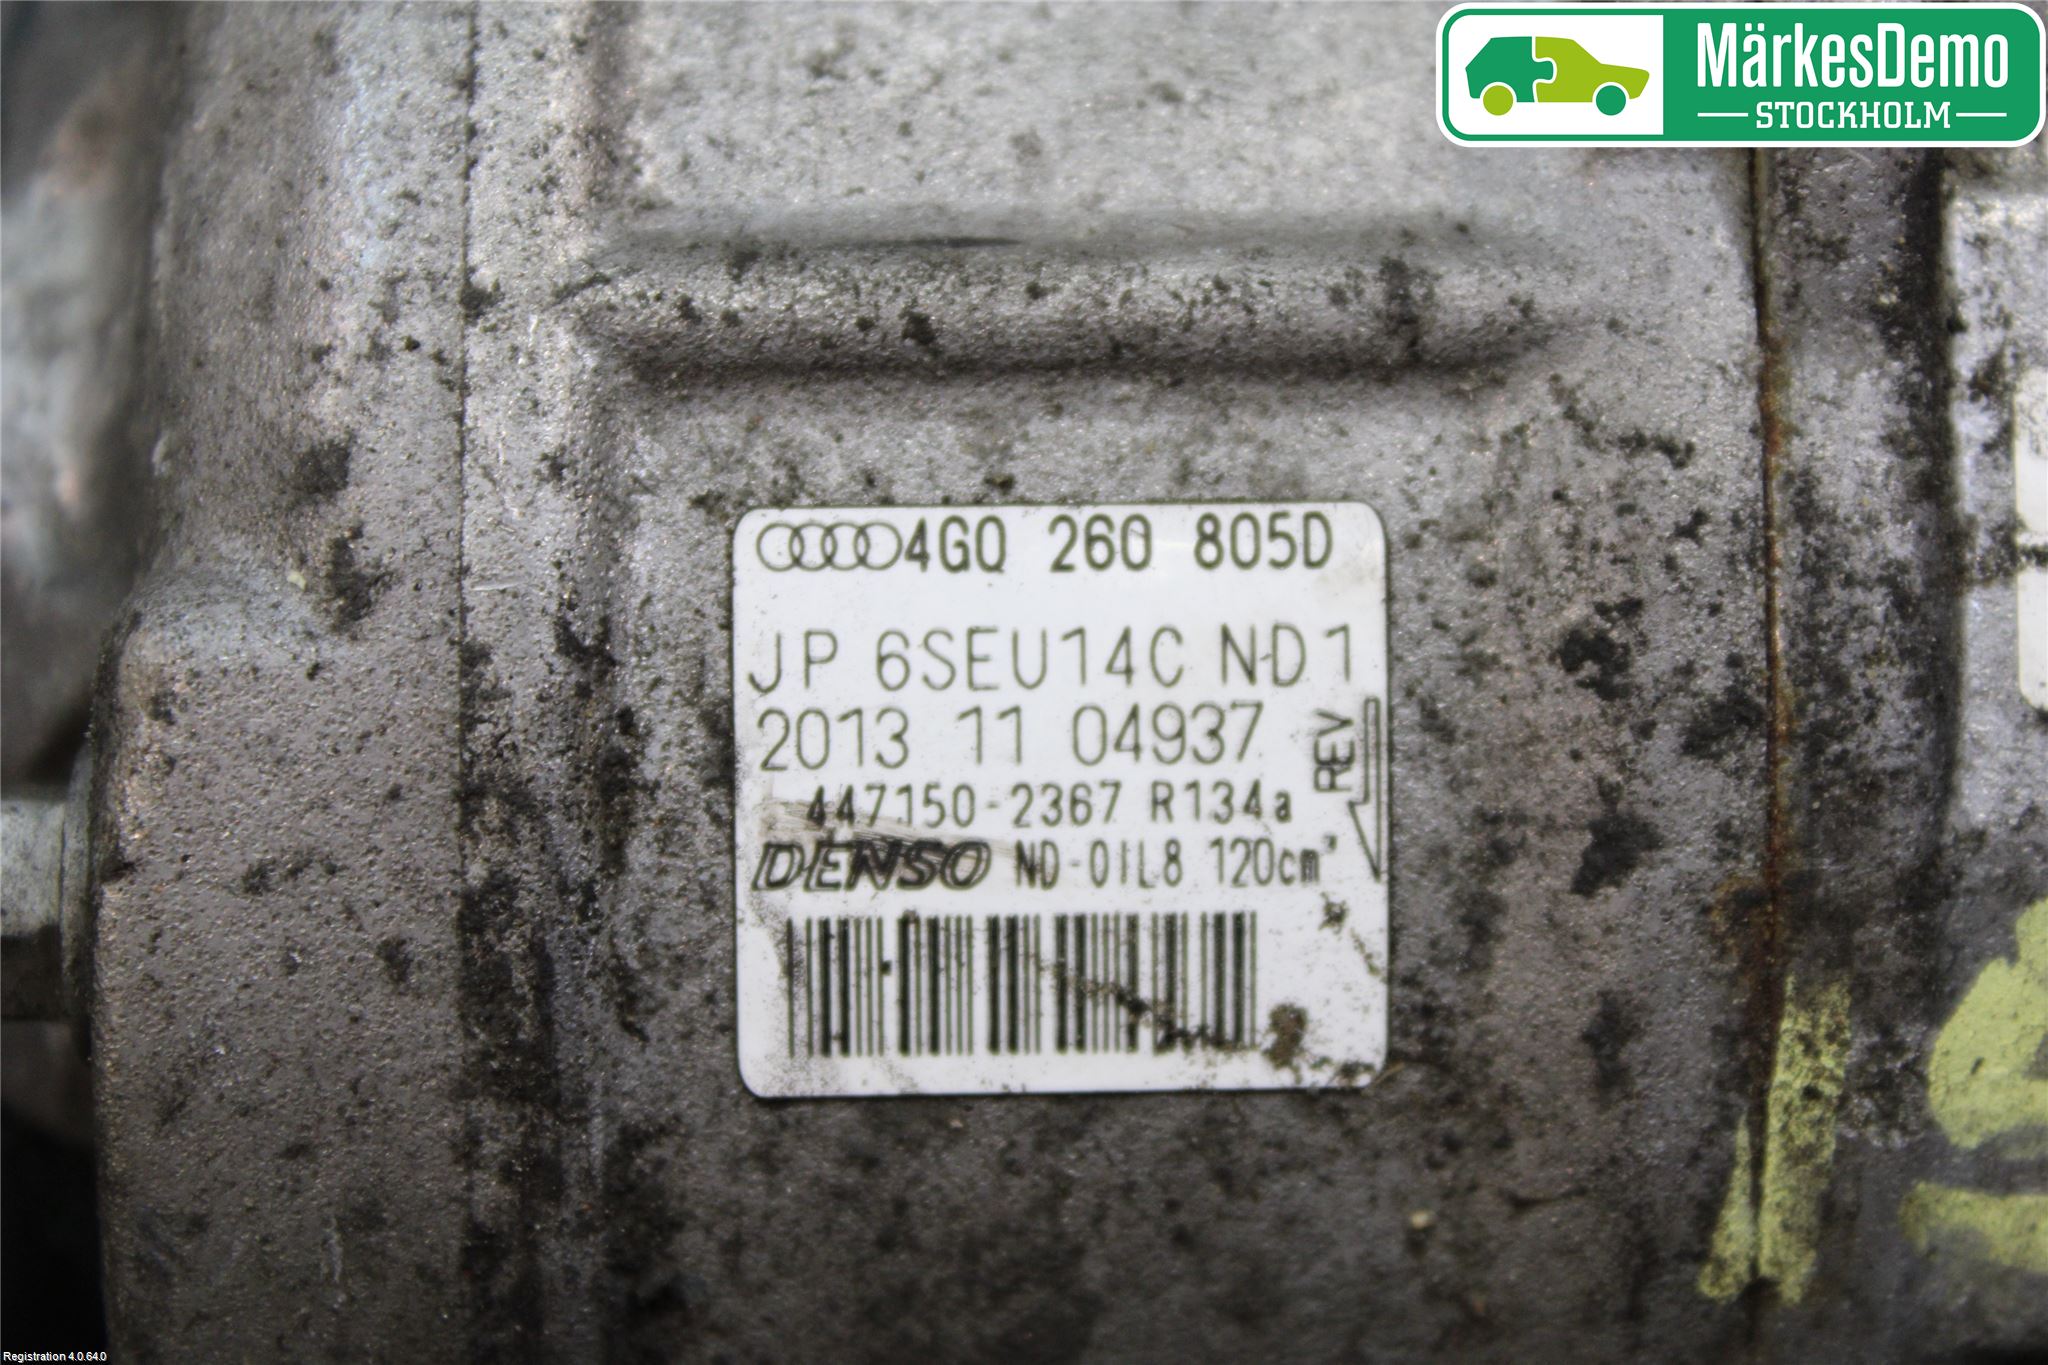 MärkesDemo
STOCKHOLM
4G0 260 805D
JP 6SEU14C ND1
2013 11 04937
REV
447150-2367 R134a
DENSO ND-OIL8 120cm³
Registration 4.0.64.0